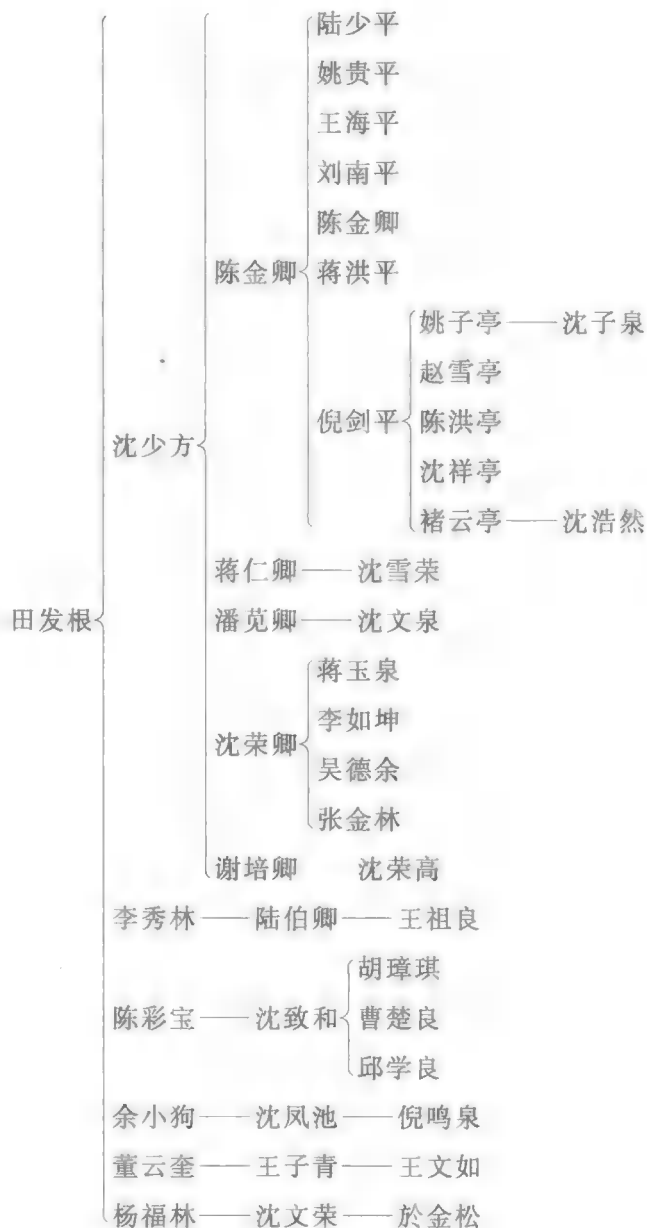 陆少平
姚贵平
王海平
刘南平
陈金卿
陈金卿 蒋洪平
姚子亭——沈子泉
赵雪亭
沈少方 倪剑平 陈洪亭
沈祥亭
褚云亭——沈浩然
蒋仁卿——沈雪荣
田发根 潘苋卿——沈文泉
蒋玉泉
沈荣卿 李如坤
吴德余
张金林
谢培卿 沈荣高
李秀林——陆伯卿——王祖良
胡璋琪
陈彩宝——沈致和 曹楚良
邱学良
余小狗——沈凤池——倪鸣泉
董云奎——王子青——王文如
杨福林——沈文荣——於金松